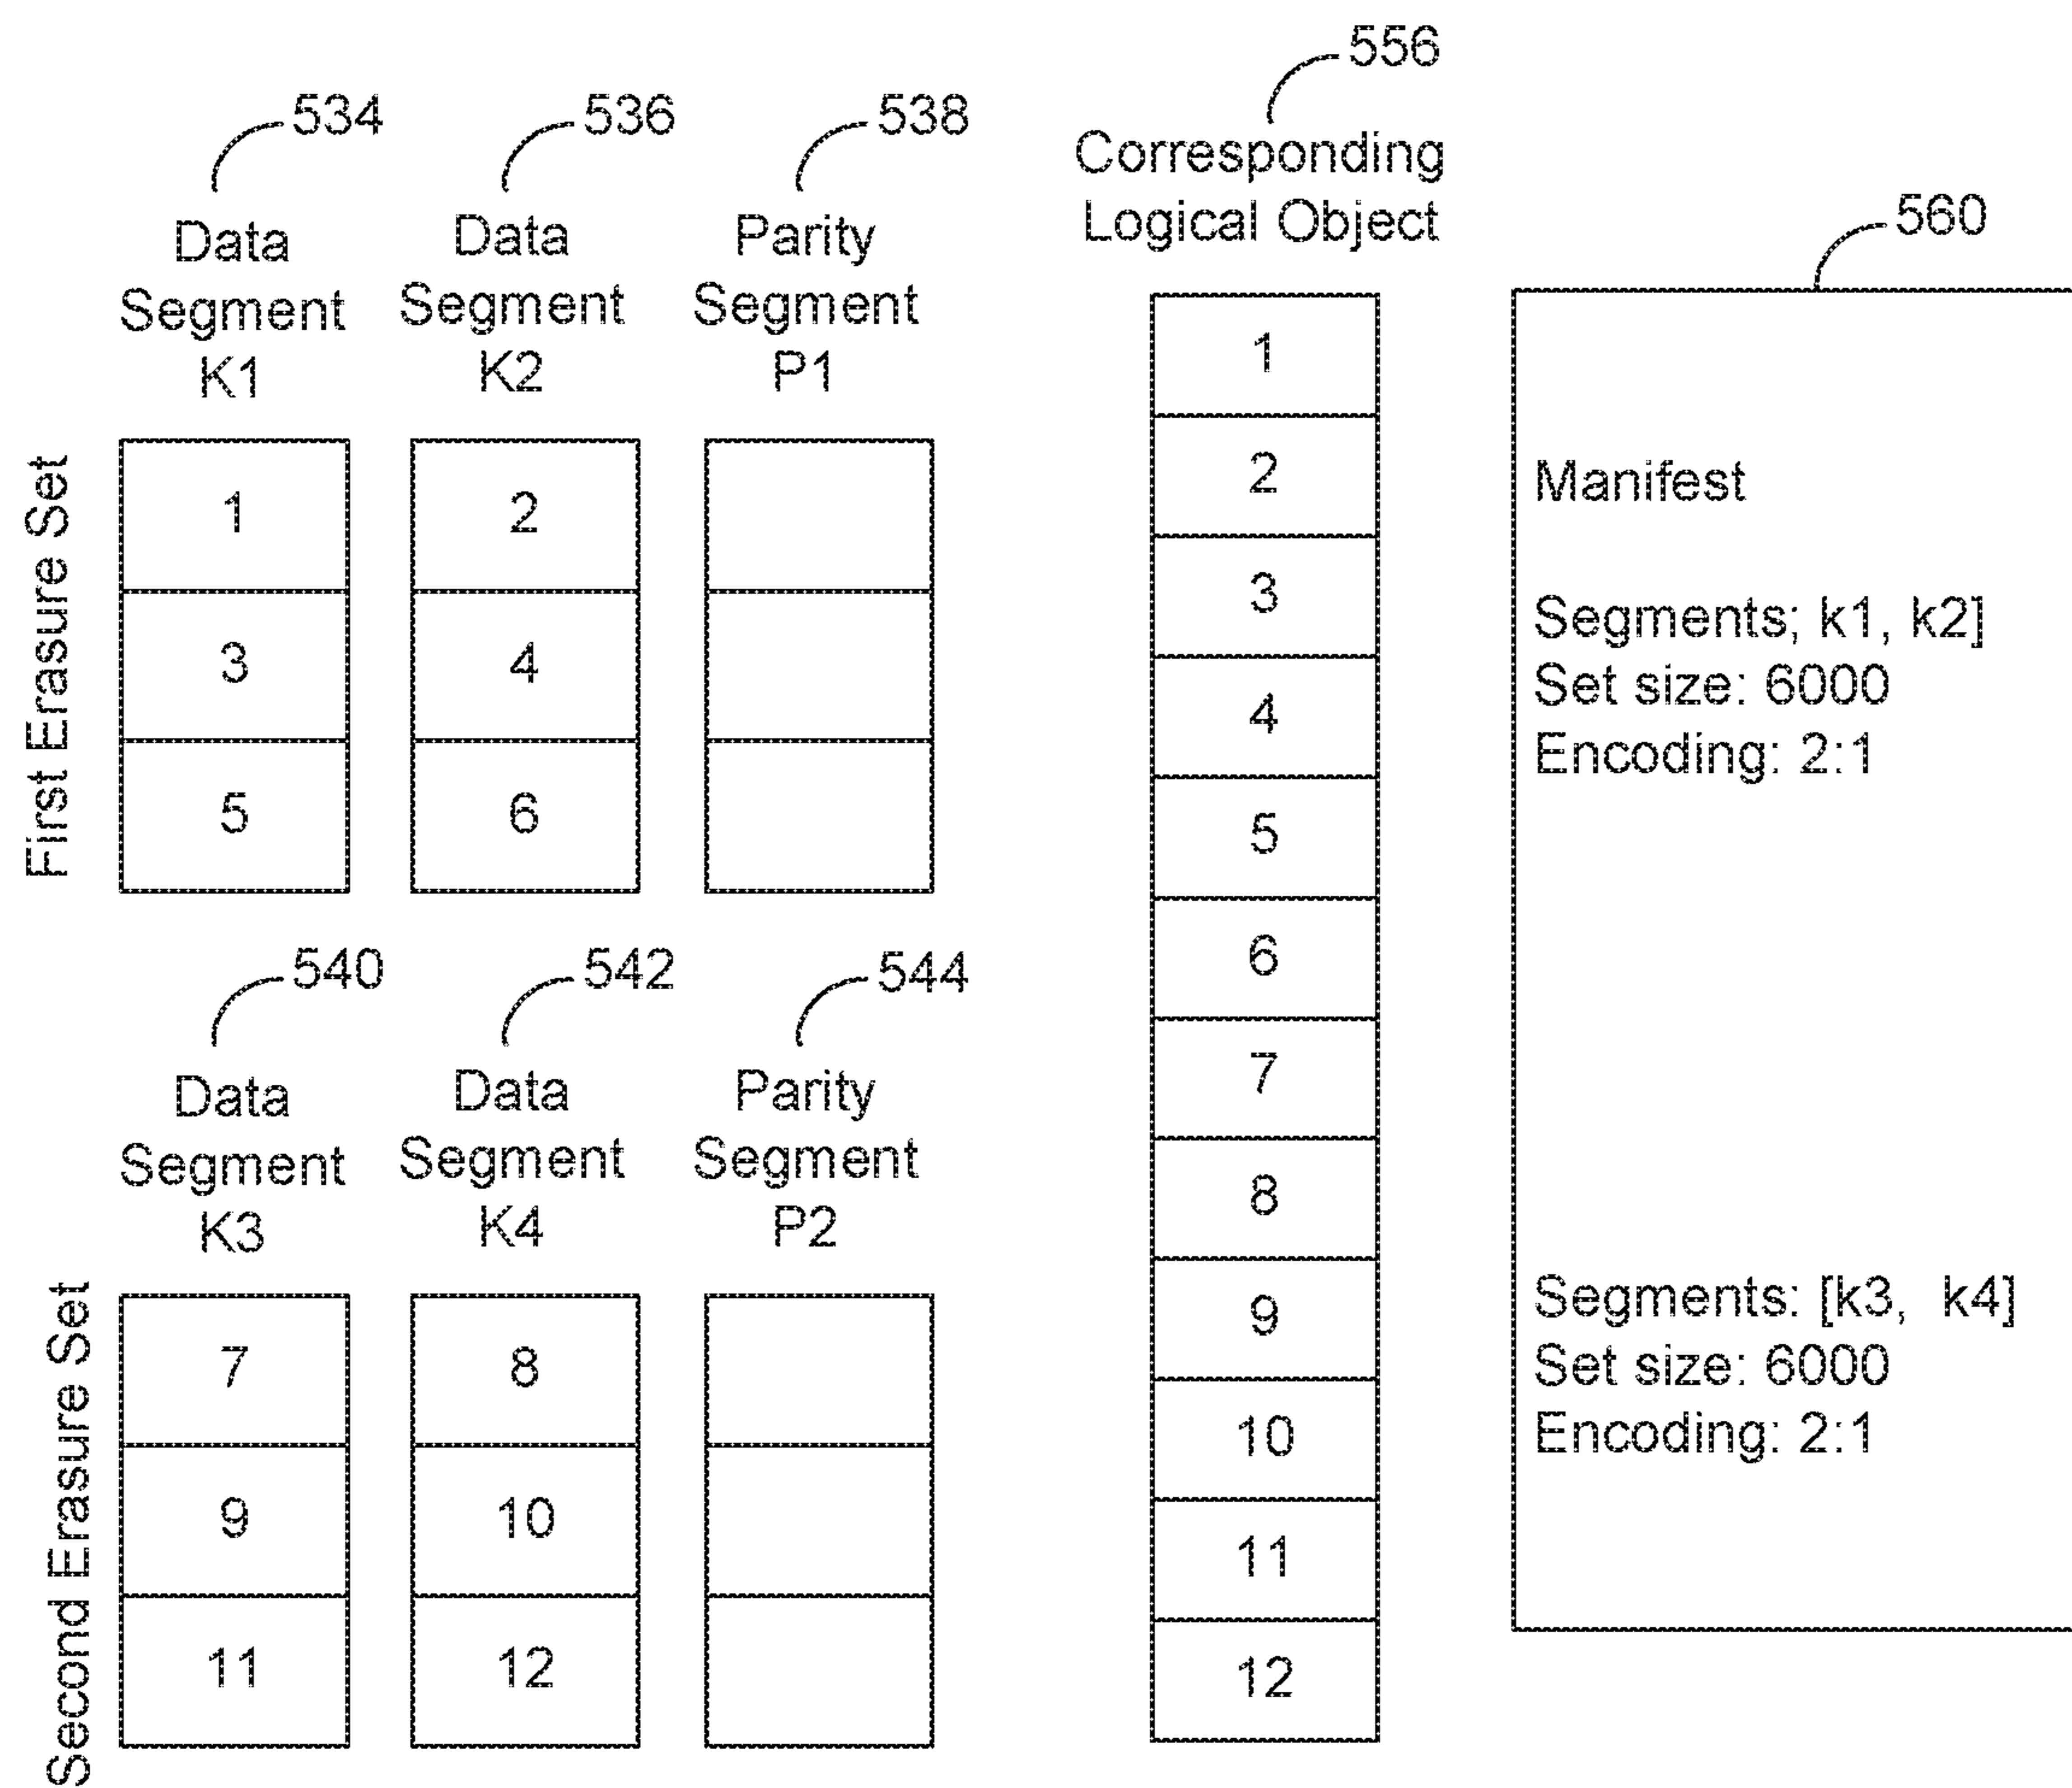 534
536
538
Data
Segment
K1
Data
Segment
K2
Parity
Segment
P1
First Erasure Set
1
2
3
4
5
6
540
542
544
Data
Segment
K3
Data
Segment
K4
Parity
Segment
P2
Second Erasure Set
7
8
9
10
11
12
556
Corresponding
Logical Object
1
2
3
4
5
6
7
8
9
10
11
12
560
Manifest
Segments; k1, k2]
Set size: 6000
Encoding: 2:1
Segments: [k3, k4]
Set size: 6000
Encoding: 2:1